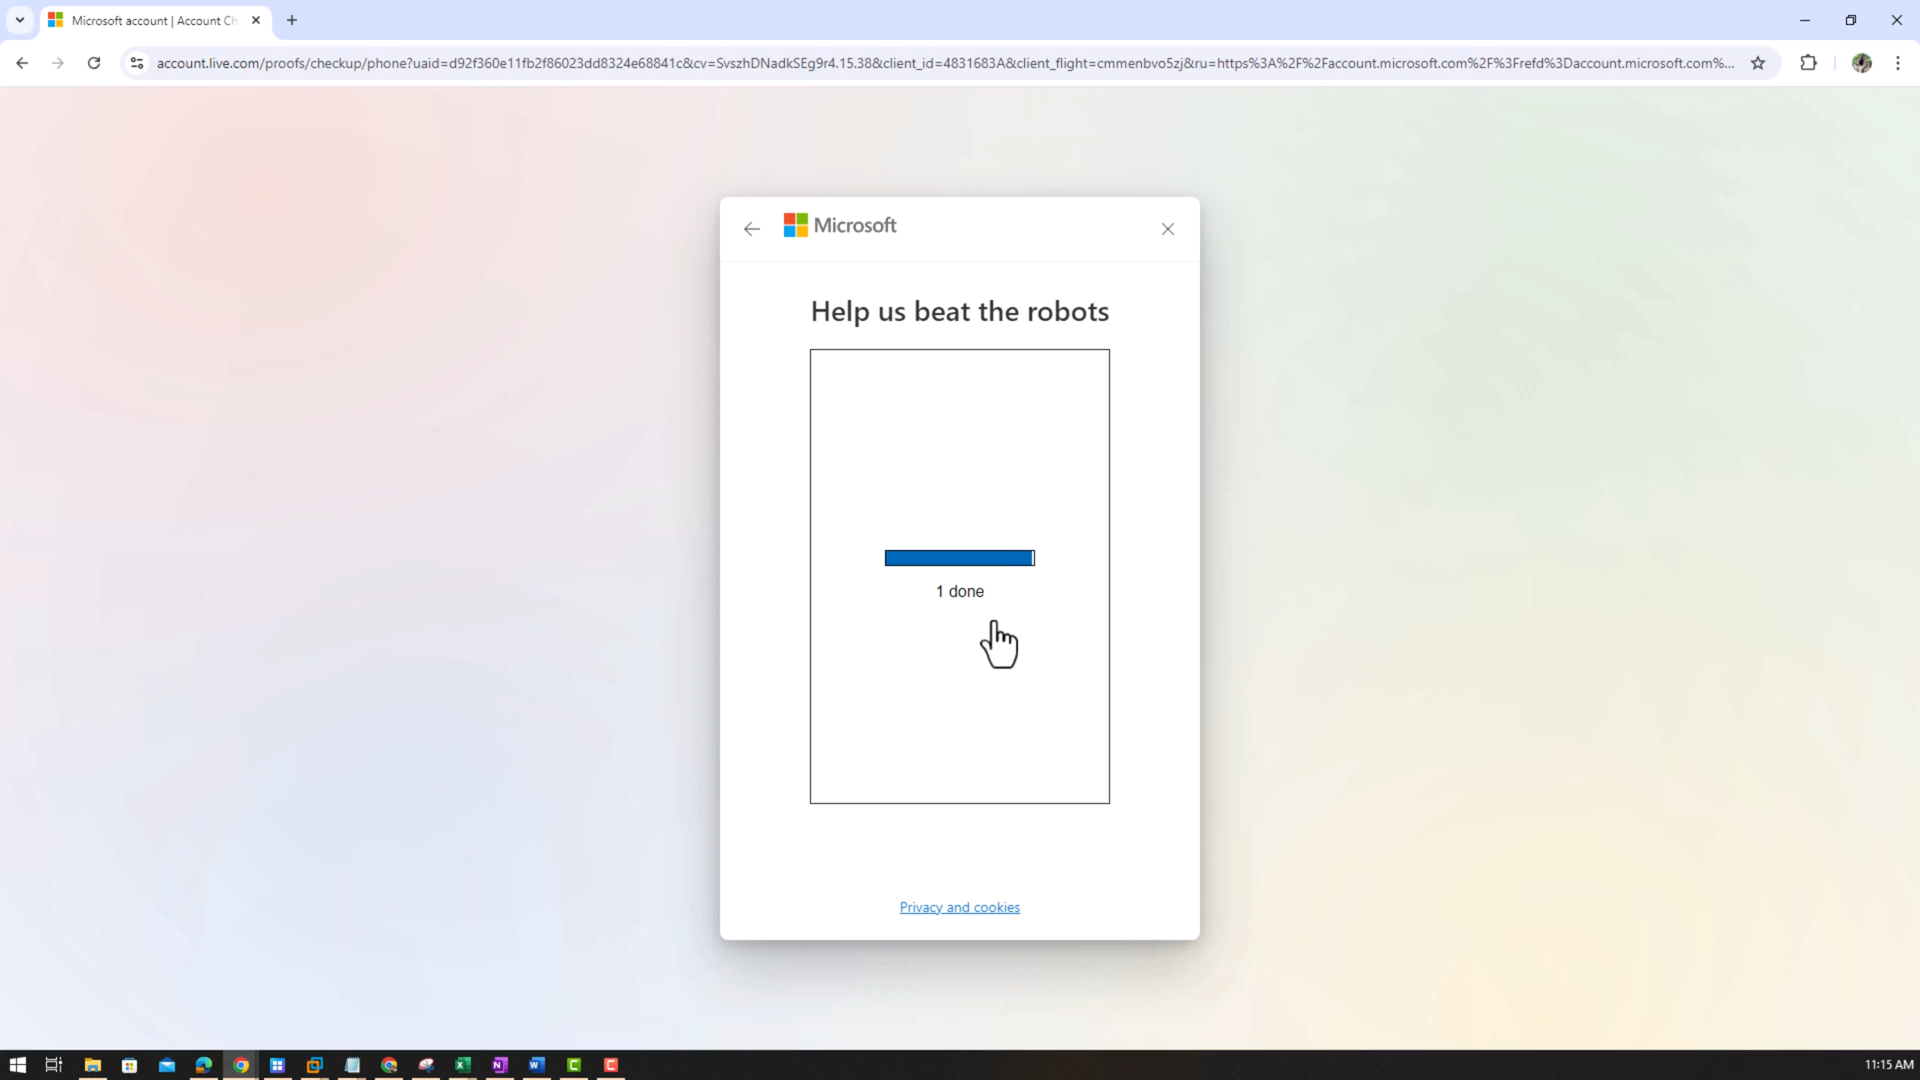 Microsoft account | Account Ch
account.live.com/proofs/checkup/phone?uaid=d92f360e11fb2f86023dd8324e68841c&cv=SvszhDNadkSEg9r4.15.38&client_id=4831683A&client_flight=cmmenbvo5zj&ru=https%3A%2F%2Faccount.microsoft.com%2F%3Frefd%3Daccount.microsoft.com%...
Microsoft
Help us beat the robots
1 done
Privacy and cookies
11:15 AM